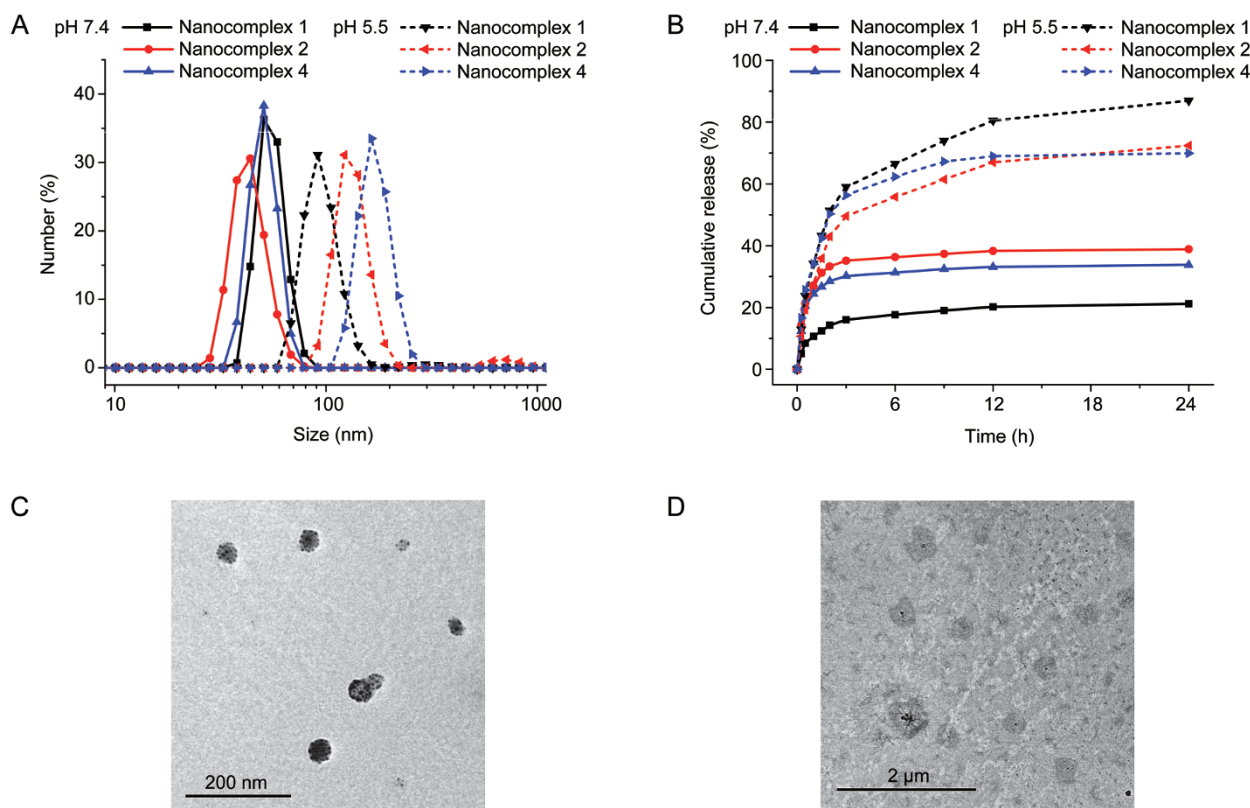 A
pH 7.4 Nanocomplex 1 pH 5.5 Nanocomplex 1
Nanocomplex 2 Nanocomplex 2
Nanocomplex 4 Nanocomplex 4
40
30
20
10
0
Number (%)
10 100 1000
Size (nm)
B
pH 7.4 Nanocomplex 1 pH 5.5 Nanocomplex 1
Nanocomplex 2 Nanocomplex 2
Nanocomplex 4 Nanocomplex 4
100
80
60
40
20
0
Cumulative release (%)
0 6 12 18 24
Time (h)
C
200 nm
D
2 μm